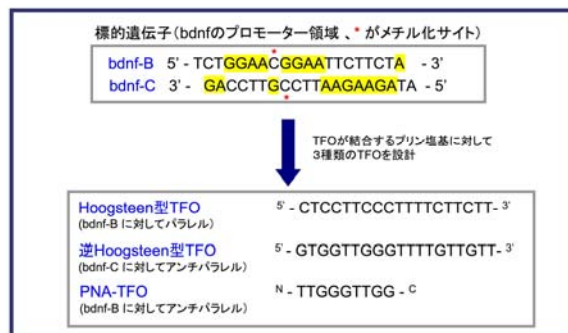 標的遺伝子(bdnfのプロモーター領域 、* がメチル化サイト)
*
bdnf-B 5' - TCTGGAACGGAATTCTTCTA - 3'
bdnf-C 3' - GACCTTGCCTTAAGAAGATA - 5'
*
TFOが結合するプリン塩基に対して
3種類のTFOを設計
Hoogsteen型TFO 5' - CTCCTTCCCTTTTCTTCTT- 3'
(bdnf-B に対してパラレル)
逆Hoogsteen型TFO 5' - GTGGTTGGGTTTTGTTGTT- 3'
(bdnf-C に対してアンチパラレル)
PNA-TFO N - TTGGGTTGG - C
(bdnf-B に対してアンチパラレル)